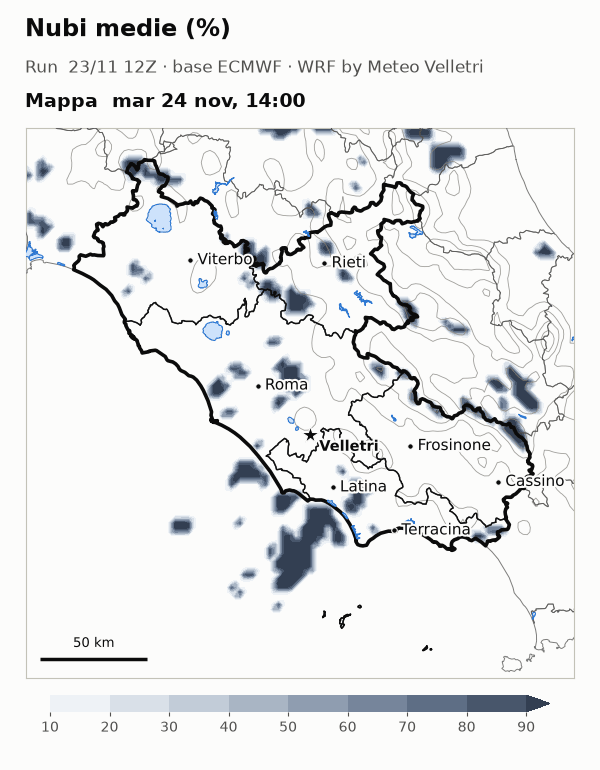 Nubi medie (%)
Run  23/11 12Z · base ECMWF · WRF by Meteo Velletri
Mappa  mar 24 nov, 14:00
Viterbo
Rieti
Roma
Velletri
Frosinone
Latina
Cassino
Terracina
50 km
10 20 30 40 50 60 70 80 90